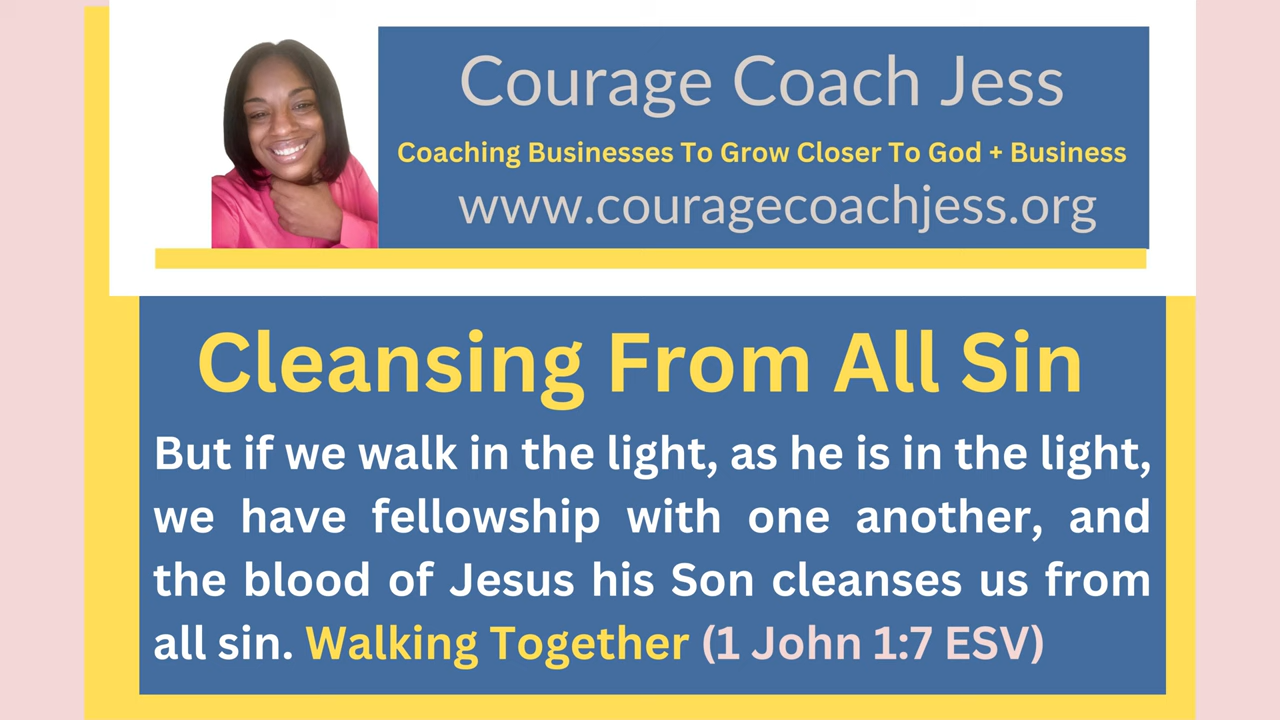 Courage Coach Jess
Coaching Businesses To Grow Closer To God + Business
www.couragecoachjess.org
Cleansing From All Sin
But if we walk in the light, as he is in the light,
we have fellowship with one another, and
the blood of Jesus his Son cleanses us from
all sin. Walking Together (1 John 1:7 ESV)